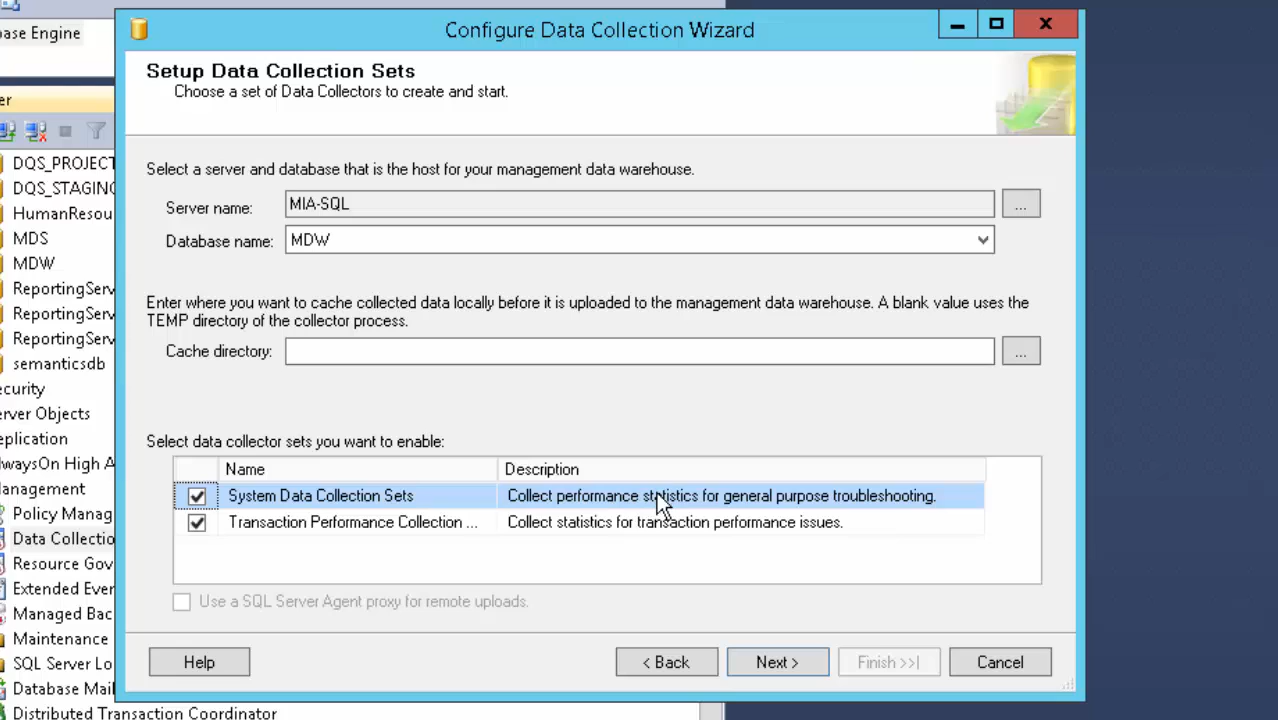 Configure Data Collection Wizard
ase Engine
Setup Data Collection Sets
Choose a set of Data Collectors to create and start.
er
DQS_PROJECT
DQS_STAGING
HumanResou
MDS
MDW
ReportingServ
ReportingServ
ReportingServ
semanticsdb
ecurity
erver Objects
eplication
lwaysOn High A
anagement
Policy Manag
Data Collectio
Resource Gov
Extended Ever
Managed Bac
Maintenance
SQL Server Lo
Database Mail
Distributed Transaction Coordinator
Select a server and database that is the host for your management data warehouse.
Server name: MIA-SQL ...
Database name: MDW
Enter where you want to cache collected data locally before it is uploaded to the management data warehouse. A blank value uses the
TEMP directory of the collector process.
Cache directory: ...
Select data collector sets you want to enable:
Name Description
System Data Collection Sets Collect performance statistics for general purpose troubleshooting.
Transaction Performance Collection ... Collect statistics for transaction performance issues.
Use a SQL Server Agent proxy for remote uploads.
Help < Back Next > Finish >>| Cancel